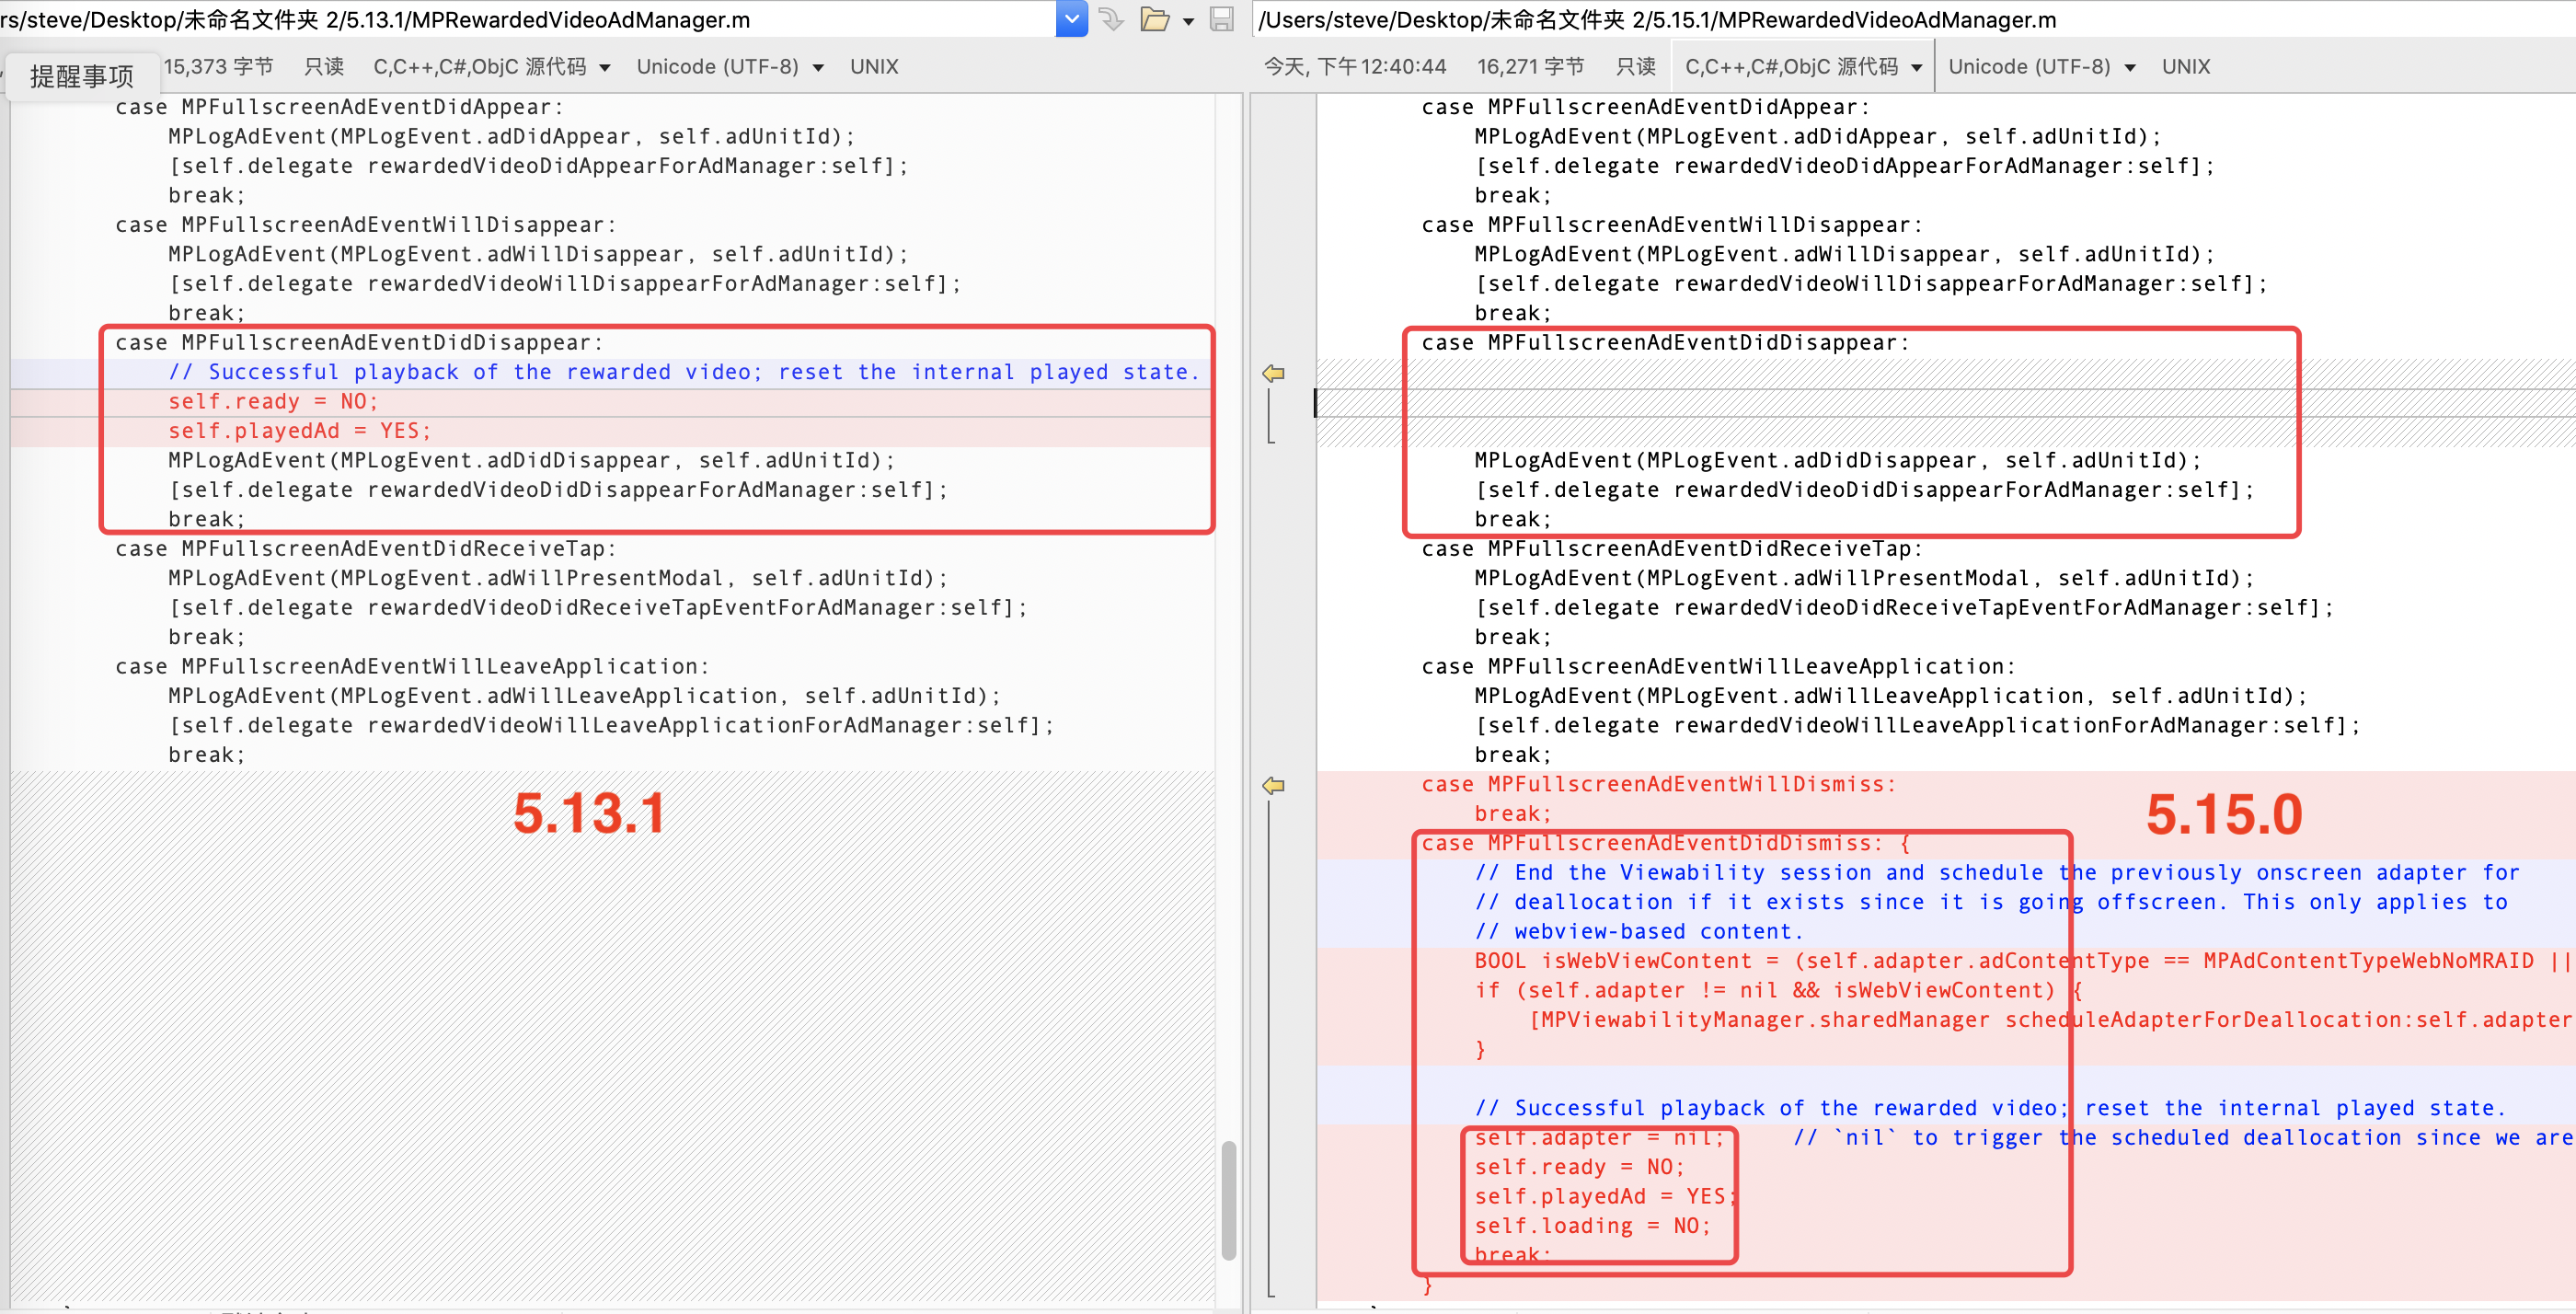 rs/steve/Desktop/未命名文件夹 2/5.13.1/MPRewardedVideoAdManager.m
提醒事项
15,373 字节 只读 C,C++,C#,ObjC 源代码 Unicode (UTF-8) UNIX
case MPFullscreenAdEventDidAppear:
MPLogAdEvent(MPLogEvent.adDidAppear, self.adUnitId);
[self.delegate rewardedVideoDidAppearForAdManager:self];
break;
case MPFullscreenAdEventWillDisappear:
MPLogAdEvent(MPLogEvent.adWillDisappear, self.adUnitId);
[self.delegate rewardedVideoWillDisappearForAdManager:self];
break;
case MPFullscreenAdEventDidDisappear:
// Successful playback of the rewarded video; reset the internal played state.
self.ready = NO;
self.playedAd = YES;
MPLogAdEvent(MPLogEvent.adDidDisappear, self.adUnitId);
[self.delegate rewardedVideoDidDisappearForAdManager:self];
break;
case MPFullscreenAdEventDidReceiveTap:
MPLogAdEvent(MPLogEvent.adWillPresentModal, self.adUnitId);
[self.delegate rewardedVideoDidReceiveTapEventForAdManager:self];
break;
case MPFullscreenAdEventWillLeaveApplication:
MPLogAdEvent(MPLogEvent.adWillLeaveApplication, self.adUnitId);
[self.delegate rewardedVideoWillLeaveApplicationForAdManager:self];
break;
5.13.1
/Users/steve/Desktop/未命名文件夹 2/5.15.1/MPRewardedVideoAdManager.m
今天, 下午12:40:44 16,271 字节 只读 C,C++,C#,ObjC 源代码 Unicode (UTF-8) UNIX
case MPFullscreenAdEventDidAppear:
MPLogAdEvent(MPLogEvent.adDidAppear, self.adUnitId);
[self.delegate rewardedVideoDidAppearForAdManager:self];
break;
case MPFullscreenAdEventWillDisappear:
MPLogAdEvent(MPLogEvent.adWillDisappear, self.adUnitId);
[self.delegate rewardedVideoWillDisappearForAdManager:self];
break;
case MPFullscreenAdEventDidDisappear:
MPLogAdEvent(MPLogEvent.adDidDisappear, self.adUnitId);
[self.delegate rewardedVideoDidDisappearForAdManager:self];
break;
case MPFullscreenAdEventDidReceiveTap:
MPLogAdEvent(MPLogEvent.adWillPresentModal, self.adUnitId);
[self.delegate rewardedVideoDidReceiveTapEventForAdManager:self];
break;
case MPFullscreenAdEventWillLeaveApplication:
MPLogAdEvent(MPLogEvent.adWillLeaveApplication, self.adUnitId);
[self.delegate rewardedVideoWillLeaveApplicationForAdManager:self];
break;
case MPFullscreenAdEventWillDismiss:
break;
5.15.0
case MPFullscreenAdEventDidDismiss: {
// End the Viewability session and schedule the previously onscreen adapter for
// deallocation if it exists since it is going offscreen. This only applies to
// webview-based content.
BOOL isWebViewContent = (self.adapter.adContentType == MPAdContentTypeWebNoMRAID ||
if (self.adapter != nil && isWebViewContent) {
[MPViewabilityManager.sharedManager scheduleAdapterForDeallocation:self.adapter
}
// Successful playback of the rewarded video; reset the internal played state.
self.adapter = nil; // `nil` to trigger the scheduled deallocation since we are
self.ready = NO;
self.playedAd = YES;
self.loading = NO;
break;
}